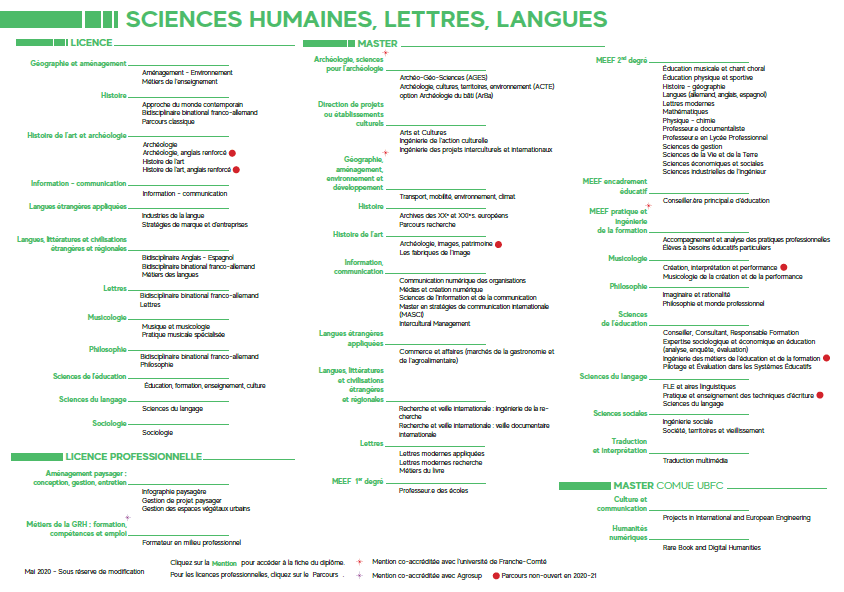 SCIENCES HUMAINES, LETTRES, LANGUES
LICENCE
Géographie et aménagement
Aménagement - Environnement
Métiers de l'enseignement
Histoire
Approche du monde contemporain
Bidisciplinaire binational franco-allemand
Parcours classique
Histoire de l'art et archéologie
Archéologie
Archéologie, anglais renforcé
Histoire de l'art
Histoire de l'art, anglais renforcé
Information - communication
Information - communication
Langues étrangères appliquées
Industries de la langue
Stratégies de marque et d'entreprises
Langues, littératures et civilisations
étrangères et régionales
Bidisciplinaire Anglais - Espagnol
Bidisciplinaire binational franco-allemand
Métiers des langues
Lettres
Bidisciplinaire binational franco-allemand
Lettres
Musicologie
Musique et musicologie
Pratique musicale spécialisée
Philosophie
Bidisciplinaire binational franco-allemand
Philosophie
Sciences de l'éducation
Éducation, formation, enseignement, culture
Sciences du langage
Sciences du langage
Sociologie
Sociologie
LICENCE PROFESSIONNELLE
Aménagement paysager :
conception, gestion, entretien
Infographie paysagère
Gestion de projet paysager
Gestion des espaces végétaux urbains
Métiers de la GRH : formation,
compétences et emploi
Formateur en milieu professionnel
MASTER
Archéologie, sciences
pour l'archéologie
Archéo-Géo-Sciences (AGES)
Archéologie, cultures, territoires, environnement (ACTE)
option Archéologie du bâti (ArBa)
Direction de projets
ou établissements
culturels
Arts et Cultures
Ingénierie de l'action culturelle
Ingénierie des projets interculturels et internationaux
Géographie,
aménagement,
environnement et
développement
Transport, mobilité, environnement, climat
Histoire
Archives des XXe et XXIe s. européens
Parcours recherche
Histoire de l'art
Archéologie, images, patrimoine
Les fabriques de l'image
Information,
communication
Communication numérique des organisations
Médias et création numérique
Sciences de l'information et de la communication
Master en stratégies de communication internationale
(MASCI)
Intercultural Management
Langues étrangères
appliquées
Commerce et affaires (marchés de la gastronomie et
de l'agroalimentaire)
Langues, littératures
et civilisations
étrangères
et régionales
Recherche et veille internationale : ingénierie de la re-
cherche
Recherche et veille internationale : veille documentaire
internationale
Lettres
Lettres modernes appliquées
Lettres modernes recherche
Métiers du livre
MEEF 1er degré
Professeur.e des écoles
MEEF 2nd degré
Éducation musicale et chant choral
Éducation physique et sportive
Histoire - géographie
Langues (allemand, anglais, espagnol)
Lettres modernes
Mathématiques
Physique - chimie
Professeur.e documentaliste
Professeur.e en Lycée Professionnel
Sciences de gestion
Sciences de la Vie et de la Terre
Sciences économiques et sociales
Sciences industrielles de l'ingénieur
MEEF encadrement
éducatif
Conseiller.ère principal.e d'éducation
MEEF pratique et
ingénierie
de la formation
Accompagnement et analyse des pratiques professionnelles
Élèves à besoins éducatifs particuliers
Musicologie
Création, interprétation et performance
Musicologie de la création et de la performance
Philosophie
Imaginaire et rationalité
Philosophie et monde professionnel
Sciences
de l'éducation
Conseiller, Consultant, Responsable Formation
Expertise sociologique et économique en éducation
(analyse, enquête, évaluation)
Ingénierie des métiers de l'éducation et de la formation
Pilotage et Évaluation dans les Systèmes Éducatifs
Sciences du langage
FLE et aires linguistiques
Pratique et enseignement des techniques d'écriture
Sciences du langage
Sciences sociales
Ingénierie sociale
Société, territoires et vieillissement
Traduction
et interprétation
Traduction multimédia
MASTER COMUE UBFC
Culture et
communication
Projects in International and European Engineering
Humanités
numériques
Rare Book and Digital Humanities
Mai 2020 - Sous réserve de modification
Cliquez sur la Mention pour accéder à la fiche du diplôme.
Pour les licences professionnelles, cliquez sur le Parcours .
Mention co-accréditée avec l'université de Franche-Comté
Mention co-accréditée avec Agrosup
Parcours non-ouvert en 2020-21